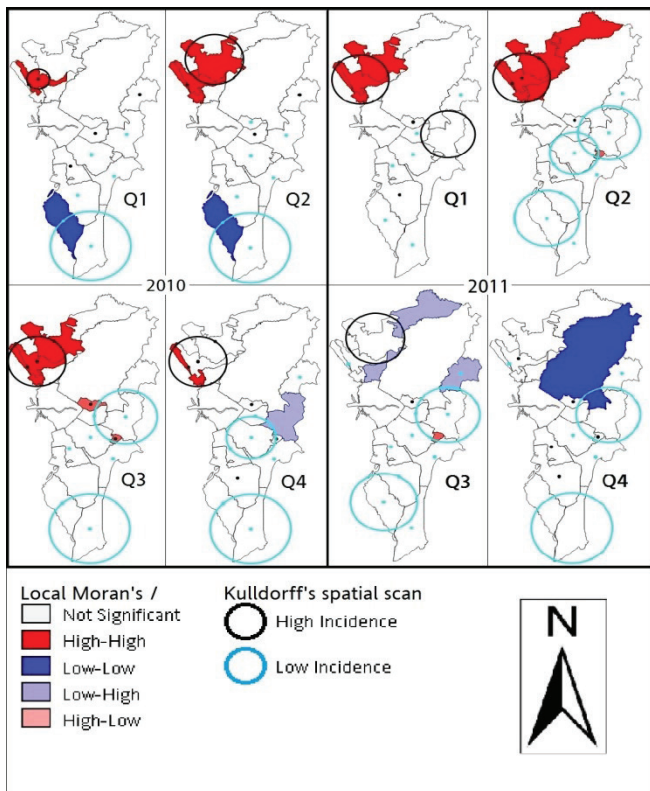 Q1
Q2
Q1
Q2
2010
2011
Q3
Q4
Q3
Q4
Local Moran's I
Not Significant
High-High
Low-Low
Low-High
High-Low
Kulldorff's spatial scan
High Incidence
Low Incidence
N